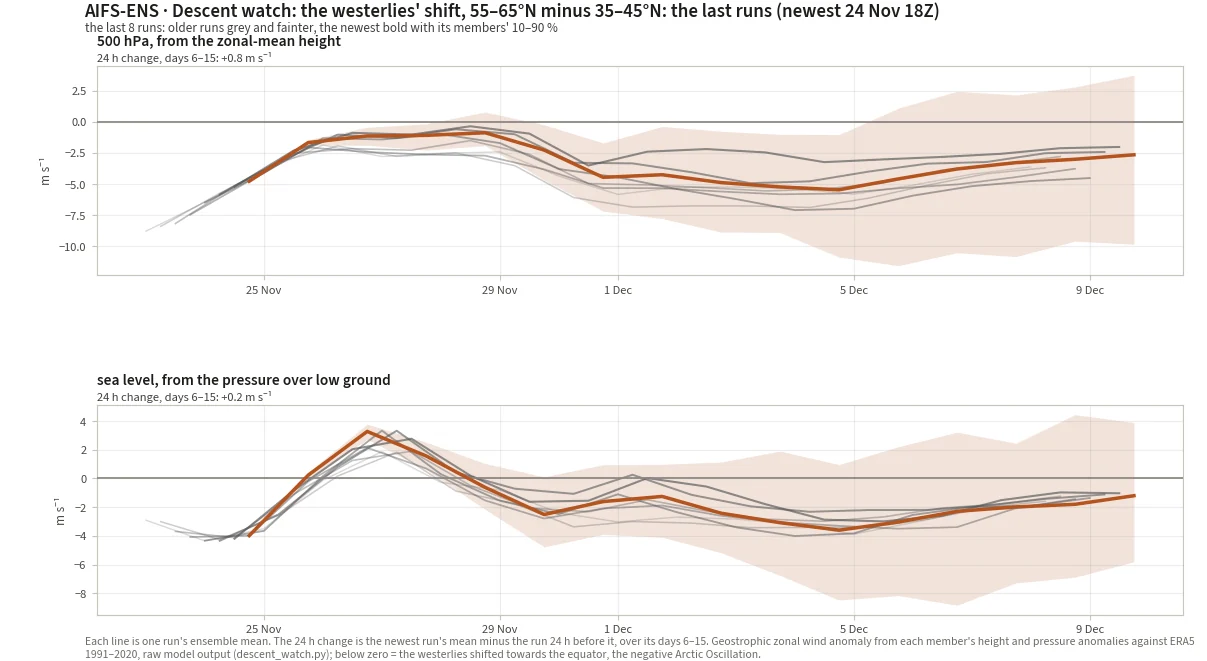 AIFS-ENS · Descent watch: the westerlies' shift, 55–65°N minus 35–45°N: the last runs (newest 24 Nov 18Z)
the last 8 runs: older runs grey and fainter, the newest bold with its members' 10–90 %
500 hPa, from the zonal-mean height
24 h change, days 6–15: +0.8 m s⁻¹
2.5
0.0
−2.5
−5.0
−7.5
−10.0
m s⁻¹
25 Nov
29 Nov
1 Dec
5 Dec
9 Dec
sea level, from the pressure over low ground
24 h change, days 6–15: +0.2 m s⁻¹
4
2
0
−2
−4
−6
−8
m s⁻¹
25 Nov
29 Nov
1 Dec
5 Dec
9 Dec
Each line is one run's ensemble mean. The 24 h change is the newest run's mean minus the run 24 h before it, over its days 6–15. Geostrophic zonal wind anomaly from each member's height and pressure anomalies against ERA5
1991–2020, raw model output (descent_watch.py); below zero = the westerlies shifted towards the equator, the negative Arctic Oscillation.